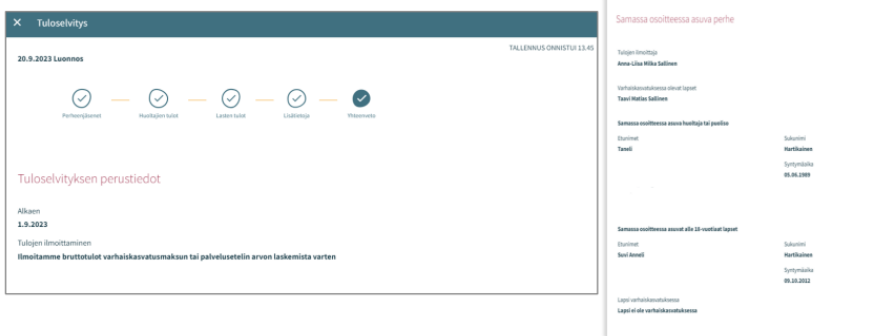 Tuloselvitys
TALLENNUS ONNISTUI 13.45
20.9.2023 Luonnos
Perheenjäsenet
Huoltajien tulot
Lasten tulot
Lisätietoja
Yhteenveto
Tuloselvityksen perustiedot
Alkaen
1.9.2023
Tulojen ilmoittaminen
Ilmoitamme bruttotulot varhaiskasvatusmaksun tai palvelusetelin arvon laskemista varten
Samassa osoitteessa asuva perhe
Tulojen ilmoittaja
Anna-Liisa Miika Sallinen
Varhaiskasvatuksessa olevat lapset
Taavi Matias Sallinen
Samassa osoitteessa asuva huoltaja tai puoliso
Etunimet
Sukunimi
Taneli
Hartikainen
Syntymäaika
05.06.1989
Samassa osoitteessa asuvat alle 18-vuotiaat lapset
Etunimet
Sukunimi
Suvi Anneli
Hartikainen
Syntymäaika
09.10.2012
Lapsi varhaiskasvatuksessa
Lapsi ei ole varhaiskasvatuksessa